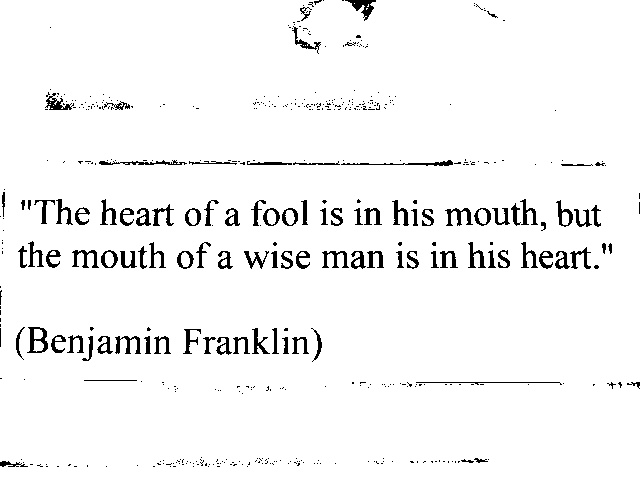 "The heart of a fool is in his mouth, but
the mouth of a wise man is in his heart."
(Benjamin Franklin)